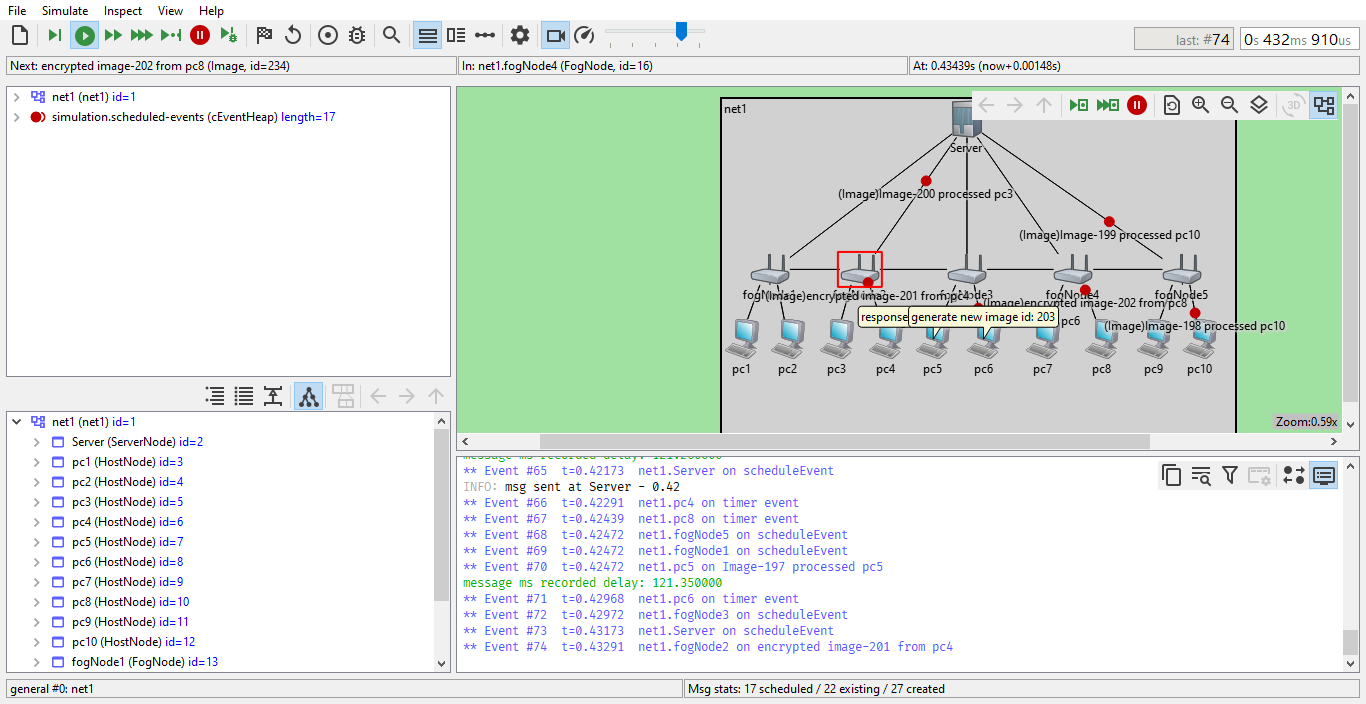 File Simulate Inspect View Help
last: #74
0s 432ms 910us
Next: encrypted image-202 from pc8 (Image, id=234)
In: net1.fogNode4 (FogNode, id=16)
At: 0.43439s (now+0.00148s)
net1 (net1) id=1
simulation.scheduled-events (cEventHeap) length=17
net1
3D
Server
(Image)Image-200 processed pc3
(Image)Image-199 processed pc10
fogNode3
fogNode4
fogNode5
(Image)encrypted image-201 from pc4
(Image)encrypted image-202 from pc8
response
generate new image id: 203
pc6
(Image)Image-198 processed pc10
pc1 pc2 pc3 pc4 pc5 pc6 pc7 pc8 pc9 pc10
Zoom:0.59x
net1 (net1) id=1
Server (ServerNode) id=2
pc1 (HostNode) id=3
pc2 (HostNode) id=4
pc3 (HostNode) id=5
pc4 (HostNode) id=6
pc5 (HostNode) id=7
pc6 (HostNode) id=8
pc7 (HostNode) id=9
pc8 (HostNode) id=10
pc9 (HostNode) id=11
pc10 (HostNode) id=12
fogNode1 (FogNode) id=13
message ms recorded delay: 121.200000
** Event #65 t=0.42173 net1.Server on scheduleEvent
INFO: msg sent at Server - 0.42
** Event #66 t=0.42291 net1.pc4 on timer event
** Event #67 t=0.42439 net1.pc8 on timer event
** Event #68 t=0.42472 net1.fogNode5 on scheduleEvent
** Event #69 t=0.42472 net1.fogNode1 on scheduleEvent
** Event #70 t=0.42472 net1.pc5 on Image-197 processed pc5
message ms recorded delay: 121.350000
** Event #71 t=0.42968 net1.pc6 on timer event
** Event #72 t=0.42972 net1.fogNode3 on scheduleEvent
** Event #73 t=0.43173 net1.Server on scheduleEvent
** Event #74 t=0.43291 net1.fogNode2 on encrypted image-201 from pc4
general #0: net1
Msg stats: 17 scheduled / 22 existing / 27 created